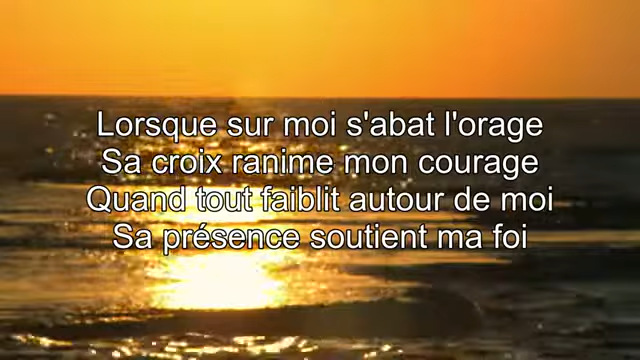 Lorsque sur moi s'abat l'orage
Sa croix ranime mon courage
Quand tout faiblit autour de moi
Sa présence soutient ma foi